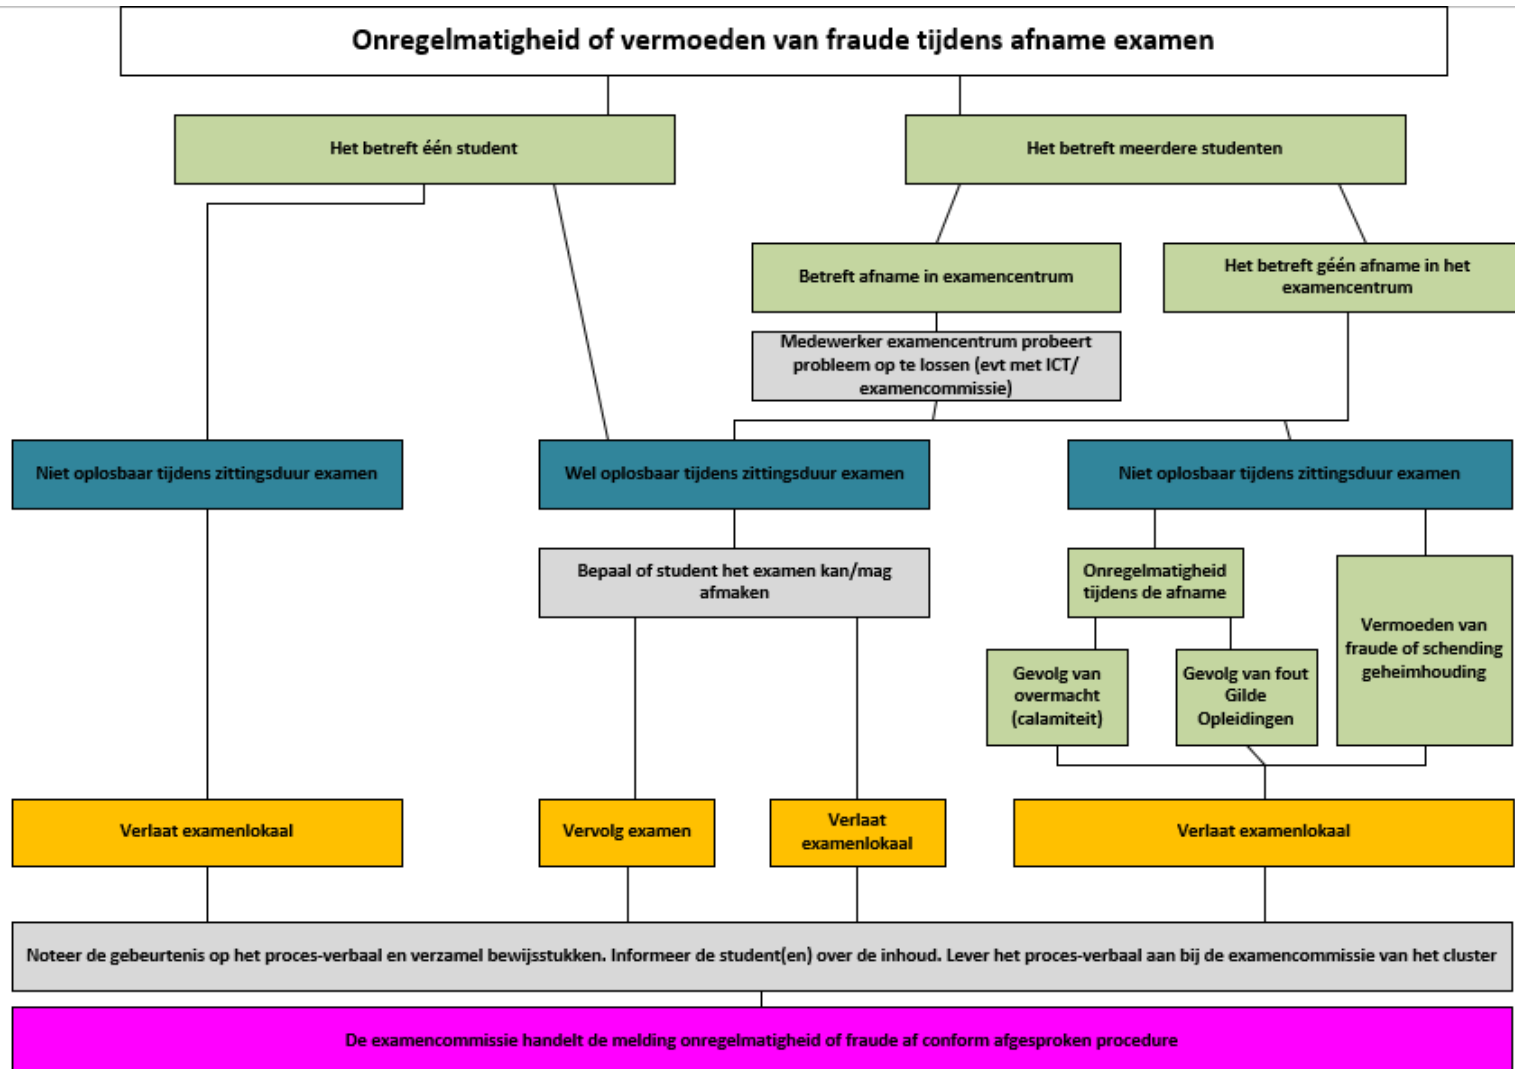 Onregelmatigheid of vermoeden van fraude tijdens afname examen
Het betreft één student
Het betreft meerdere studenten
Betreft afname in examencentrum
Het betreft géén afname in het
examencentrum
Medewerker examencentrum probeert
probleem op te lossen (evt met ICT/
examencommissie)
Niet oplosbaar tijdens zittingsduur examen
Wel oplosbaar tijdens zittingsduur examen
Niet oplosbaar tijdens zittingsduur examen
Bepaal of student het examen kan/mag
afmaken
Onregelmatigheid
tijdens de afname
Vermoeden van
fraude of schending
geheimhouding
Gevolg van
overmacht
(calamiteit)
Gevolg van fout
Gilde
Opleidingen
Verlaat examenlokaal
Vervolg examen
Verlaat
examenlokaal
Verlaat examenlokaal
Noteer de gebeurtenis op het proces-verbaal en verzamel bewijsstukken. Informeer de student(en) over de inhoud. Lever het proces-verbaal aan bij de examencommissie van het cluster
De examencommissie handelt de melding onregelmatigheid of fraude af conform afgesproken procedure